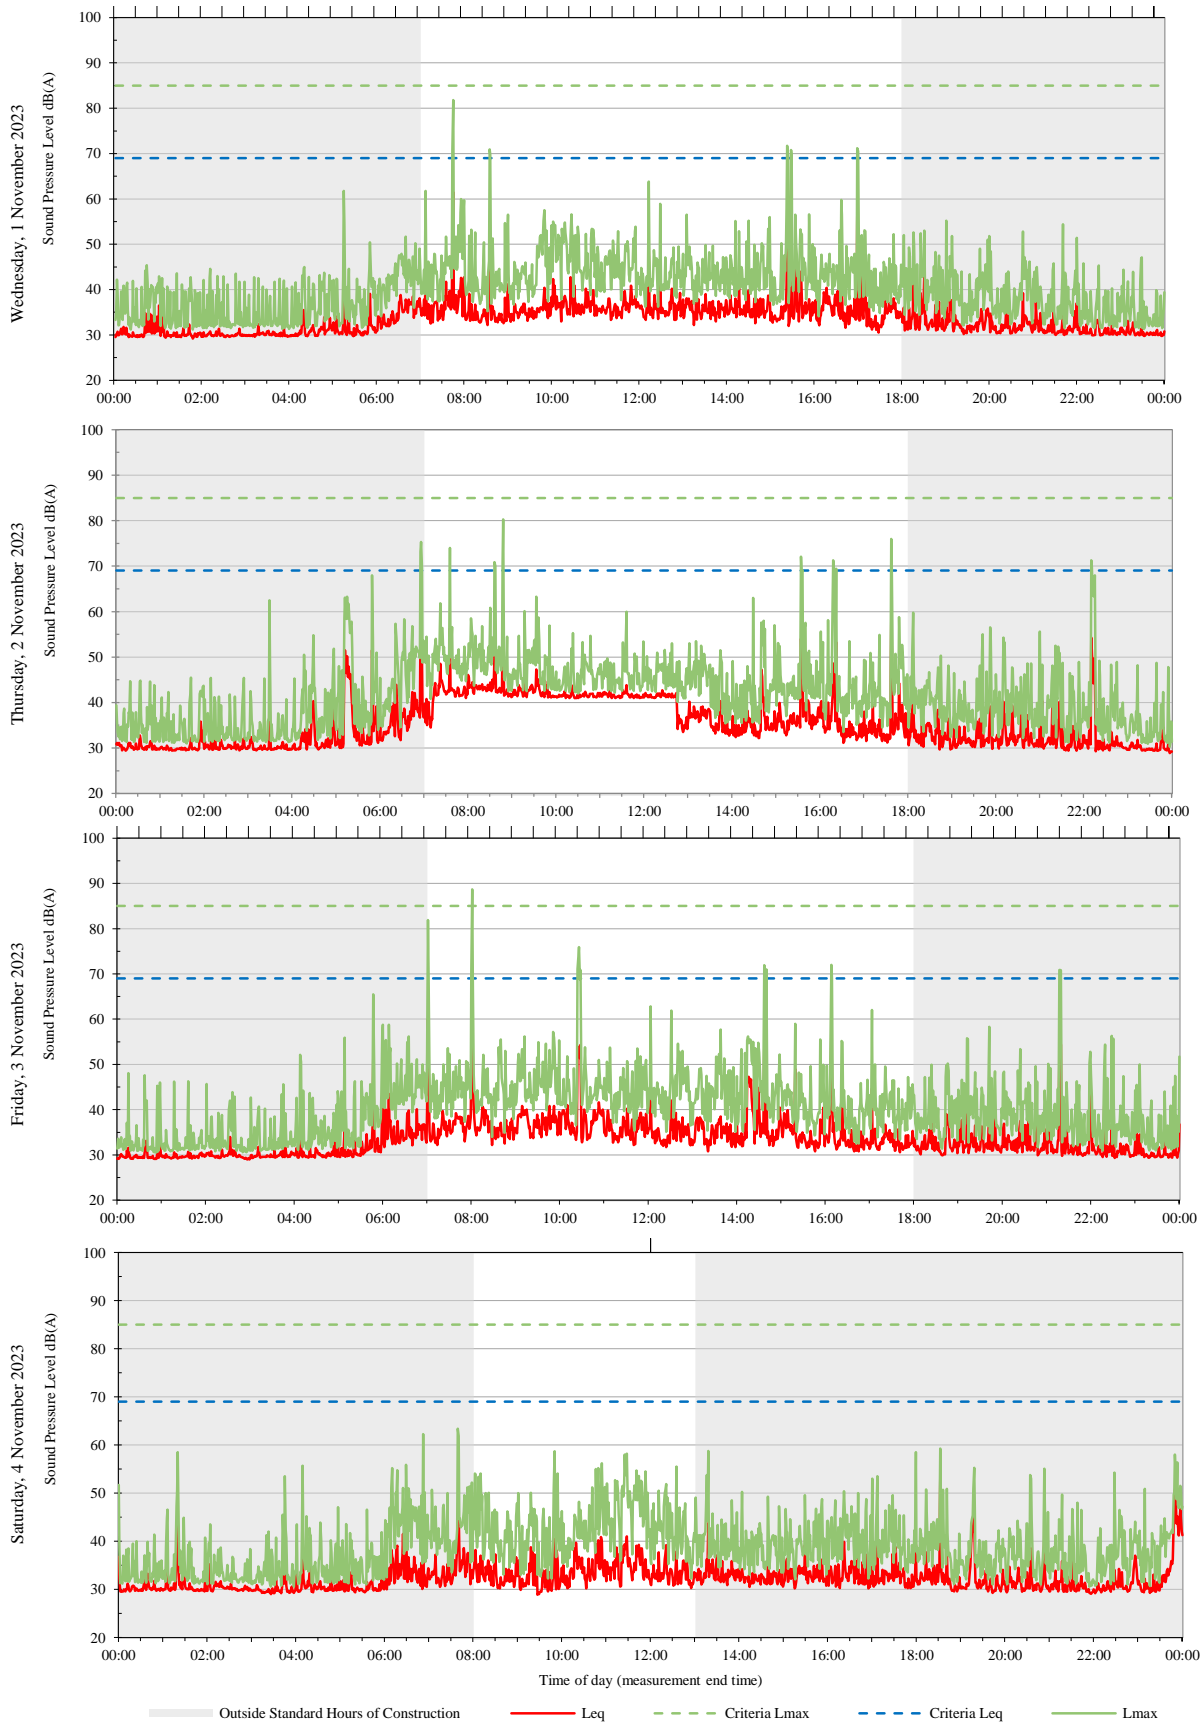 Wednesday, 1 November 2023
Sound Pressure Level dB(A)
100
90
80
70
60
50
40
30
20
00:00 02:00 04:00 06:00 08:00 10:00 12:00 14:00 16:00 18:00 20:00 22:00 00:00
Thursday, 2 November 2023
Sound Pressure Level dB(A)
100
90
80
70
60
50
40
30
20
00:00 02:00 04:00 06:00 08:00 10:00 12:00 14:00 16:00 18:00 20:00 22:00 00:00
Friday, 3 November 2023
Sound Pressure Level dB(A)
100
90
80
70
60
50
40
30
20
00:00 02:00 04:00 06:00 08:00 10:00 12:00 14:00 16:00 18:00 20:00 22:00 00:00
Saturday, 4 November 2023
Sound Pressure Level dB(A)
100
90
80
70
60
50
40
30
20
00:00 02:00 04:00 06:00 08:00 10:00 12:00 14:00 16:00 18:00 20:00 22:00 00:00
Time of day (measurement end time)
Outside Standard Hours of Construction Leq Criteria Lmax Criteria Leq Lmax